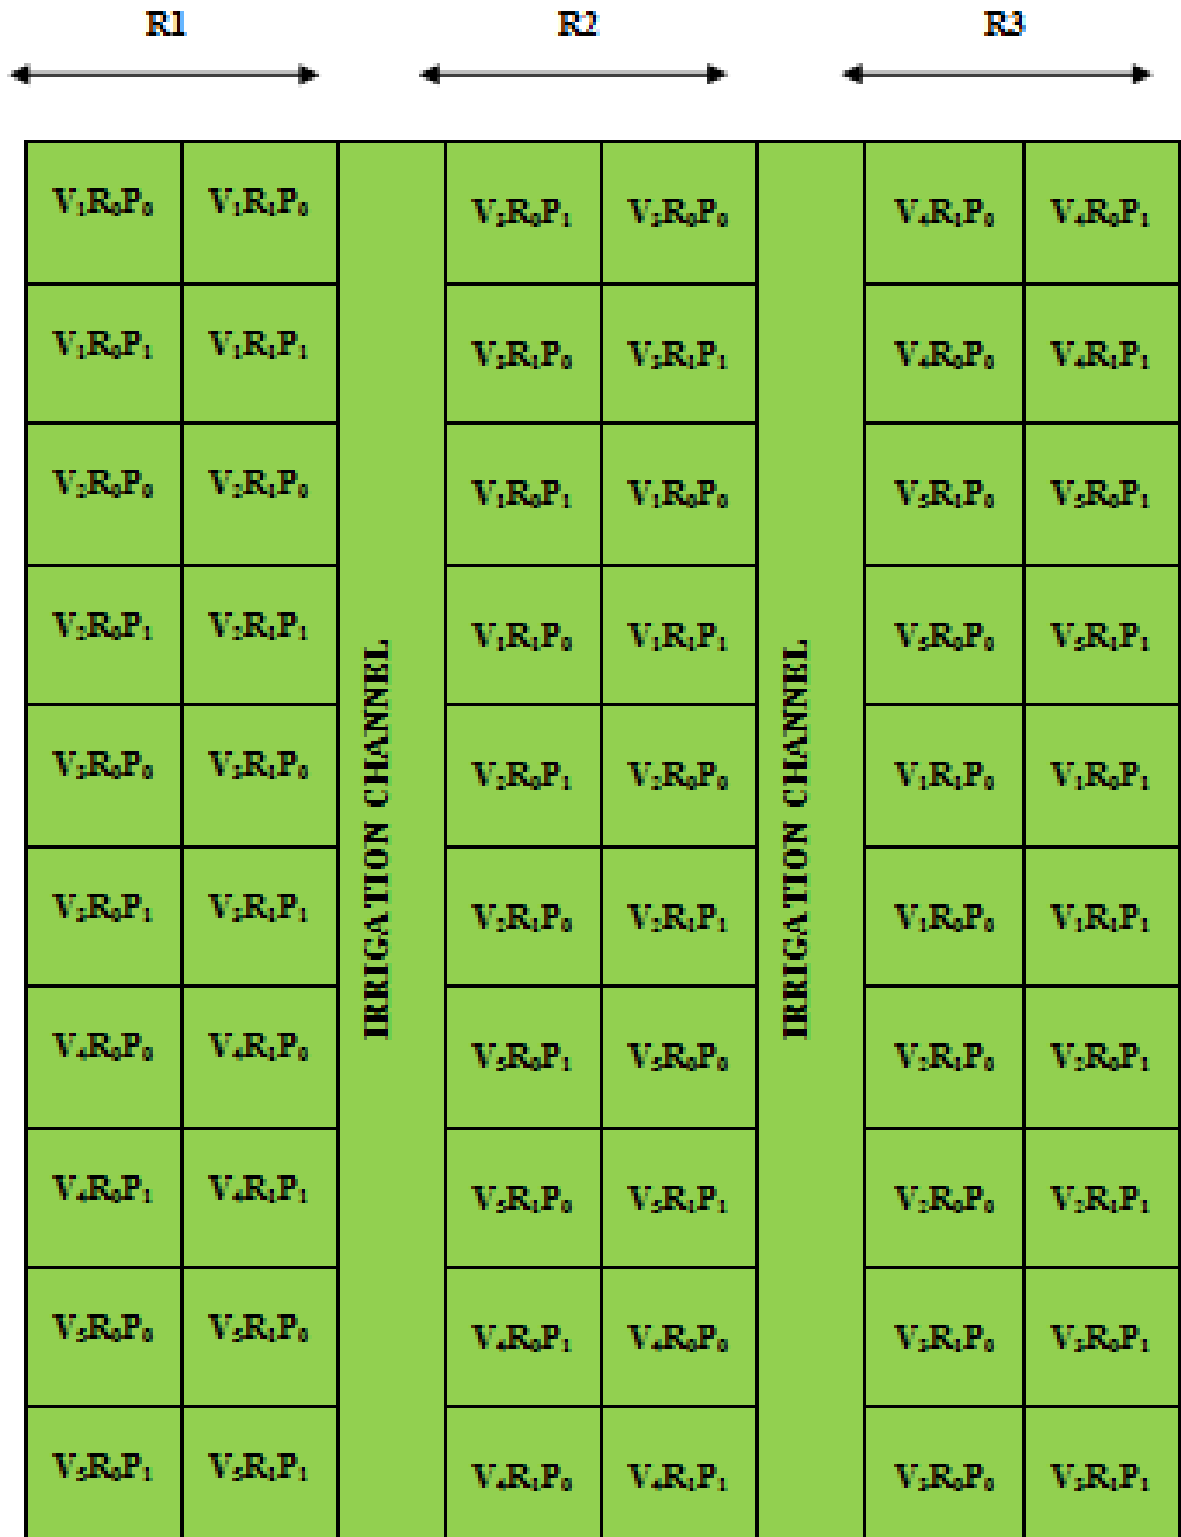 R1 R2 R3
V₁R₀P₀ V₁R₁P₀ V₃R₀P₁ V₃R₀P₀ V₄R₁P₀ V₄R₀P₁
V₁R₀P₁ V₁R₁P₁ V₃R₁P₀ V₃R₁P₁ V₄R₀P₀ V₄R₁P₁
V₂R₀P₀ V₂R₁P₀ V₁R₀P₁ V₁R₀P₀ V₅R₁P₀ V₅R₀P₁
V₂R₀P₁ V₂R₁P₁ V₁R₁P₀ V₁R₁P₁ V₅R₀P₀ V₅R₁P₁
V₃R₀P₀ V₃R₁P₀ V₂R₀P₁ V₂R₀P₀ V₁R₁P₀ V₁R₀P₁
V₃R₀P₁ V₃R₁P₁ V₂R₁P₀ V₂R₁P₁ V₁R₀P₀ V₁R₁P₁
V₄R₀P₀ V₄R₁P₀ V₅R₀P₁ V₅R₀P₀ V₂R₁P₀ V₂R₀P₁
V₄R₀P₁ V₄R₁P₁ V₅R₁P₀ V₅R₁P₁ V₂R₀P₀ V₂R₁P₁
V₅R₀P₀ V₅R₁P₀ V₄R₀P₁ V₄R₀P₀ V₃R₁P₀ V₃R₀P₁
V₅R₀P₁ V₅R₁P₁ V₄R₁P₀ V₄R₁P₁ V₃R₀P₀ V₃R₁P₁
IRRIGATION CHANNEL
IRRIGATION CHANNEL